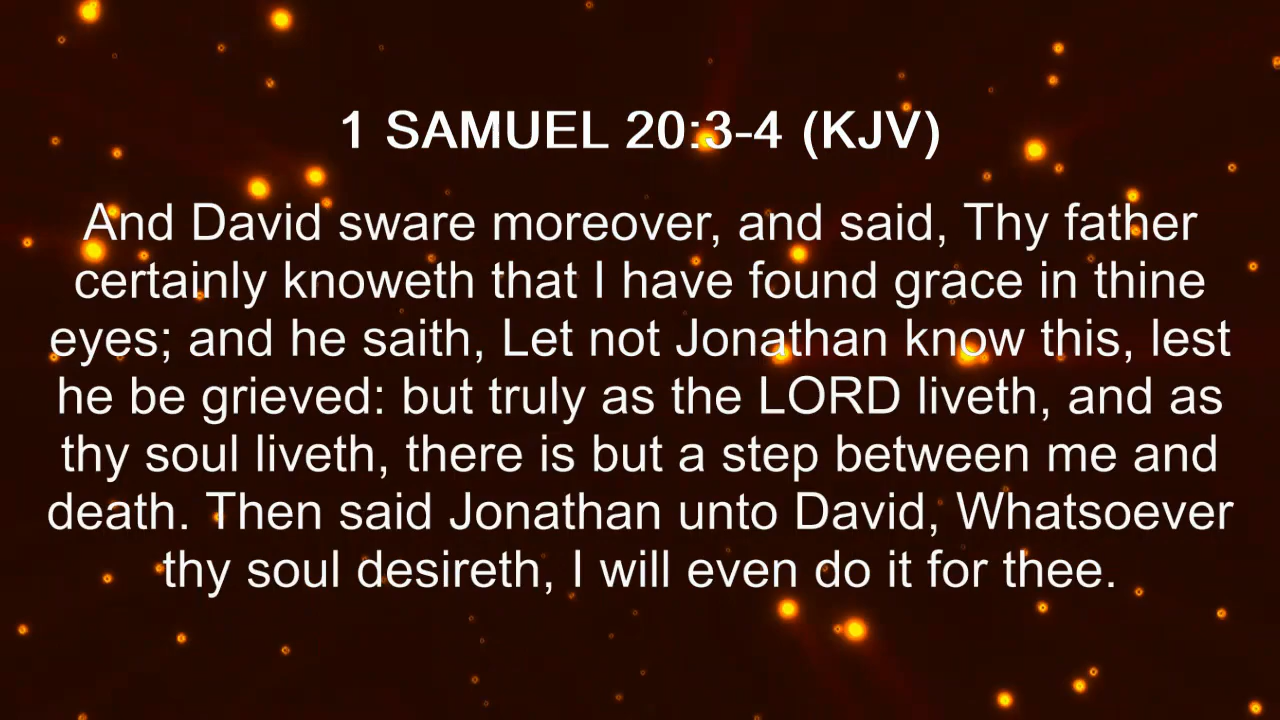 1 SAMUEL 20:3-4 (KJV)
And David sware moreover, and said, Thy father
certainly knoweth that I have found grace in thine
eyes; and he saith, Let not Jonathan know this, lest
he be grieved: but truly as the LORD liveth, and as
thy soul liveth, there is but a step between me and
death. Then said Jonathan unto David, Whatsoever
thy soul desireth, I will even do it for thee.